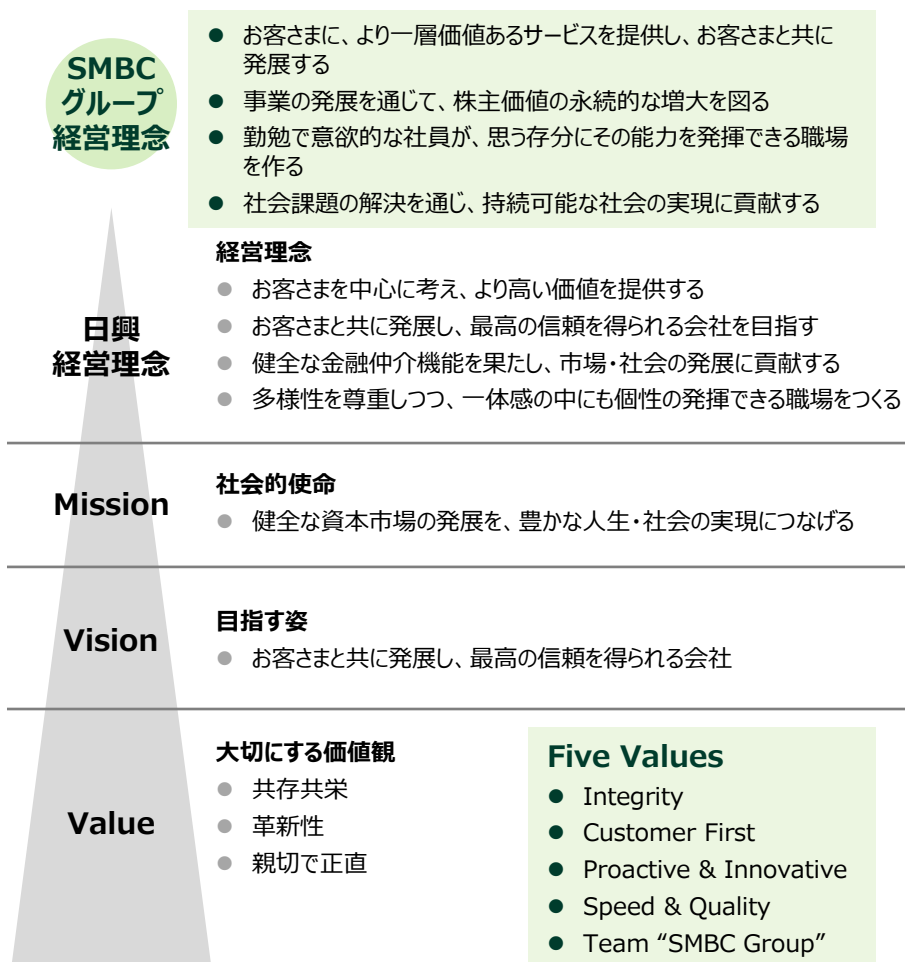 SMBC
グループ
経営理念
● お客さまに、より一層価値あるサービスを提供し、お客さまと共に
発展する
● 事業の発展を通じて、株主価値の永続的な増大を図る
● 勤勉で意欲的な社員が、思う存分にその能力を発揮できる職場
を作る
● 社会課題の解決を通じ、持続可能な社会の実現に貢献する
日興
経営理念
経営理念
● お客さまを中心に考え、より高い価値を提供する
● お客さまと共に発展し、最高の信頼を得られる会社を目指す
● 健全な金融仲介機能を果たし、市場・社会の発展に貢献する
● 多様性を尊重しつつ、一体感の中にも個性の発揮できる職場をつくる
Mission
社会的使命
● 健全な資本市場の発展を、豊かな人生・社会の実現につなげる
Vision
目指す姿
● お客さまと共に発展し、最高の信頼を得られる会社
Value
大切にする価値観
● 共存共栄
● 革新性
● 親切で正直
Five Values
● Integrity
● Customer First
● Proactive & Innovative
● Speed & Quality
● Team “SMBC Group”